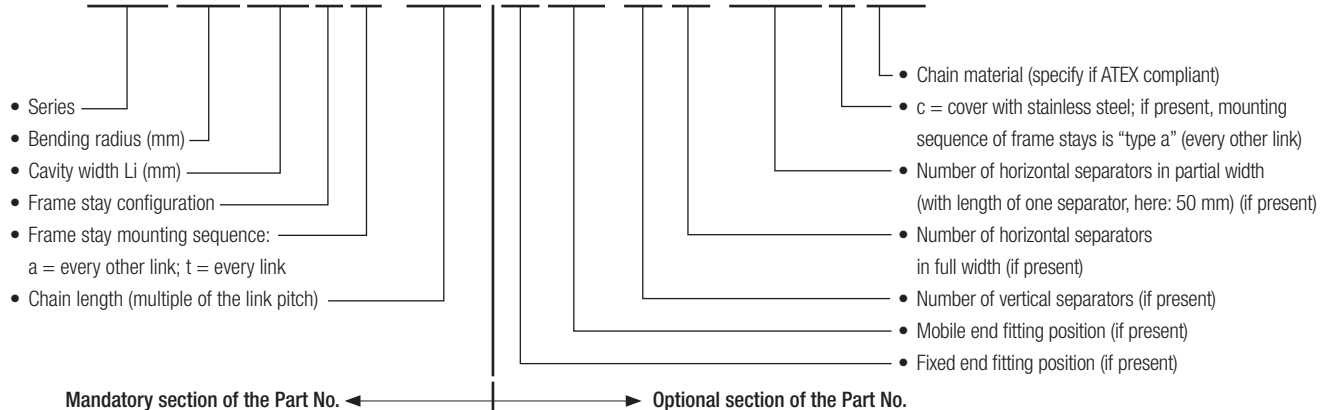 • Series
• Bending radius (mm)
• Cavity width Li (mm)
• Frame stay configuration
• Frame stay mounting sequence:
a = every other link; t = every link
• Chain length (multiple of the link pitch)
• Chain material (specify if ATEX compliant)
• c = cover with stainless steel; if present, mounting
sequence of frame stays is “type a” (every other link)
• Number of horizontal separators in partial width
(with length of one separator, here: 50 mm) (if present)
• Number of horizontal separators
in full width (if present)
• Number of vertical separators (if present)
• Mobile end fitting position (if present)
• Fixed end fitting position (if present)
Mandatory section of the Part No.
Optional section of the Part No.